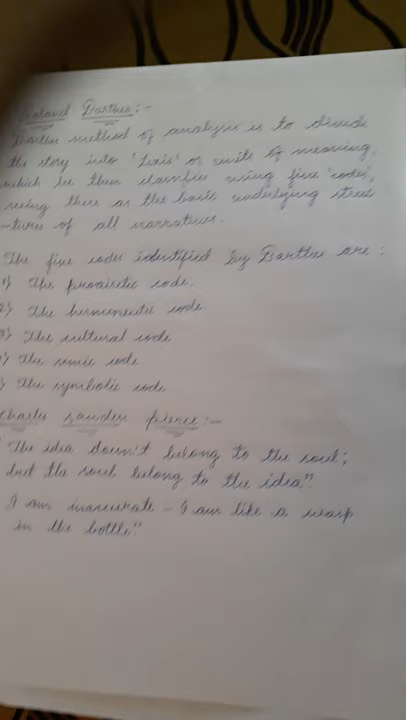 Roland Barthes:-
Barthes method of analysis is to divide
the story into 'Lexis' or units of meaning,
which he then classifies using five 'codes',
seeing these as the basic underlying struc
-tures of all narratives.
The five codes identified by Barthes are:
1) The proairetic code.
2) The hermeneutic code
3) The cultural code
4) The semic code
5) The symbolic code
Charles sanders pierce:-
"The idea doesn't belong to the soul;
but the soul belong to the idea."
I am inaccurate - I am like a wasp
in the bottle"